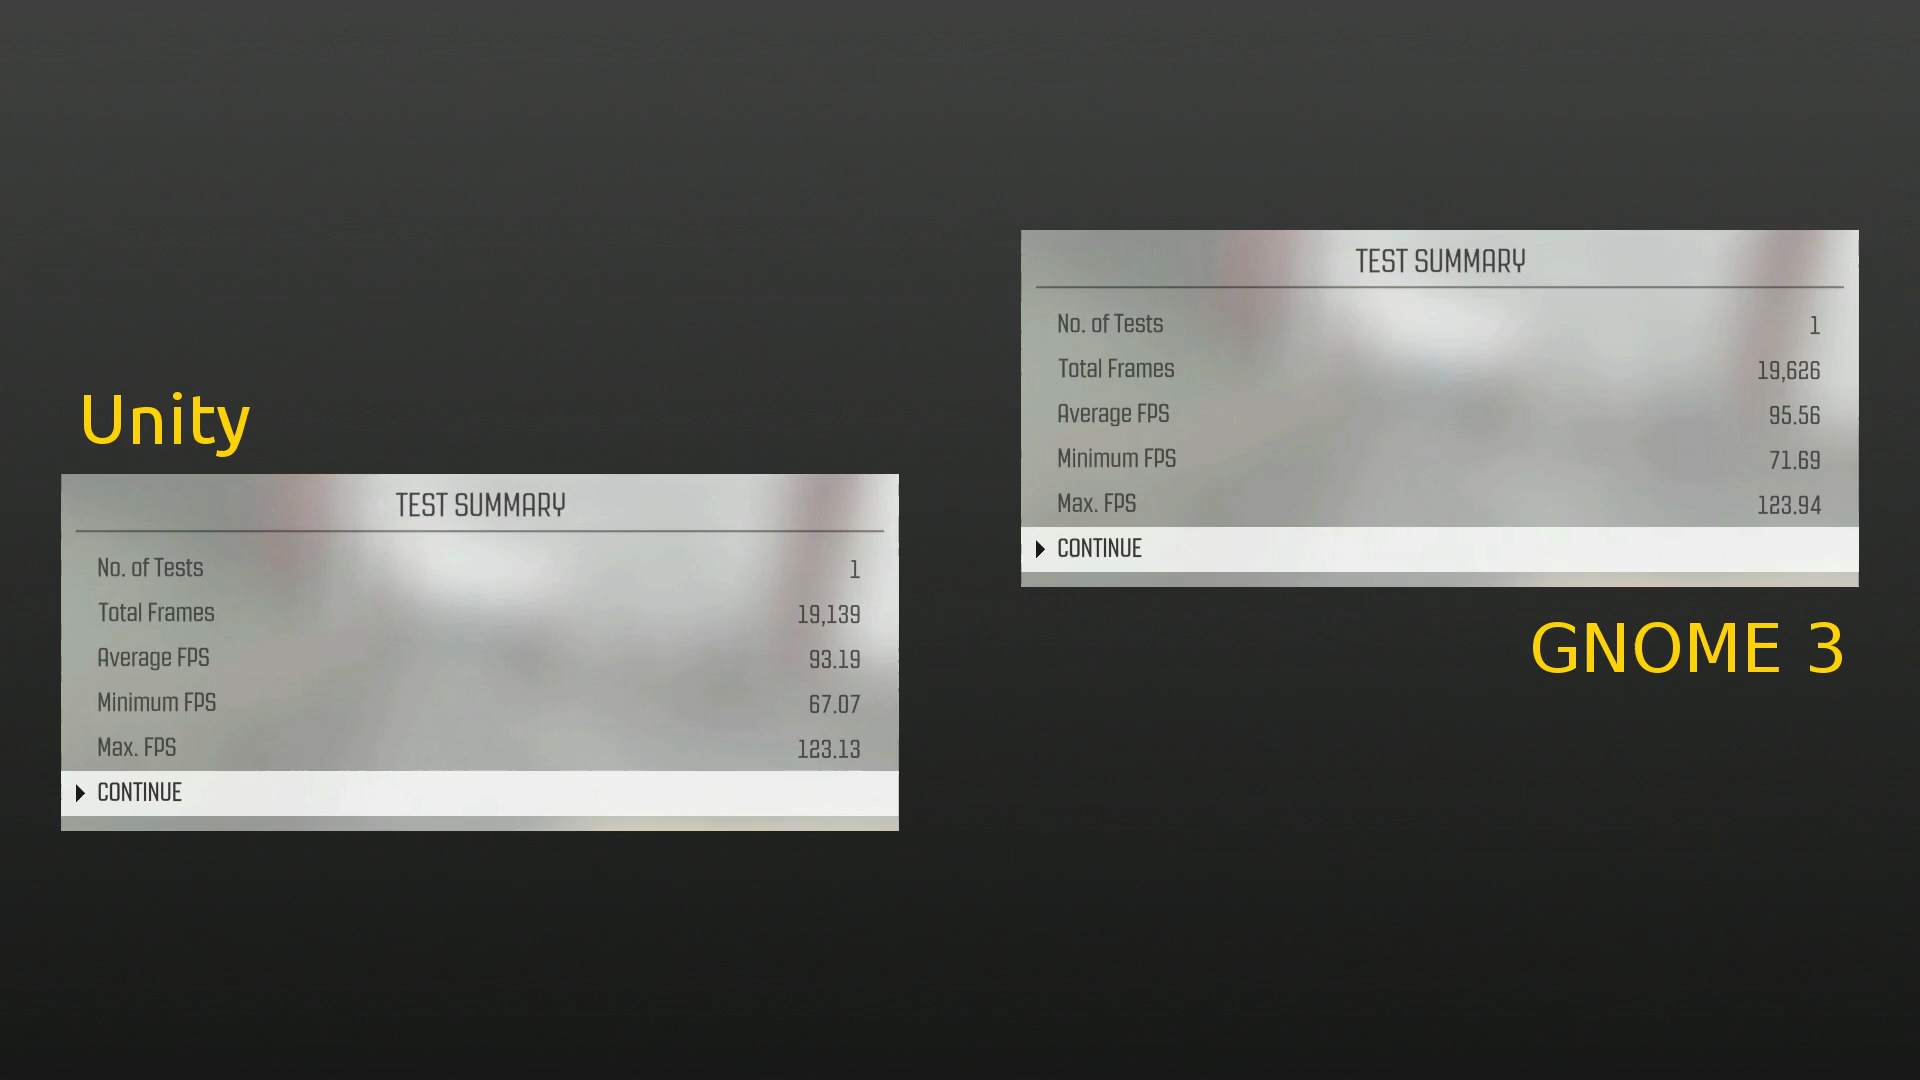 Unity
TEST SUMMARY
No. of Tests 1
Total Frames 19,139
Average FPS 93.19
Minimum FPS 67.07
Max. FPS 123.13
CONTINUE
TEST SUMMARY
No. of Tests 1
Total Frames 19,626
Average FPS 95.56
Minimum FPS 71.69
Max. FPS 123.94
CONTINUE
GNOME 3